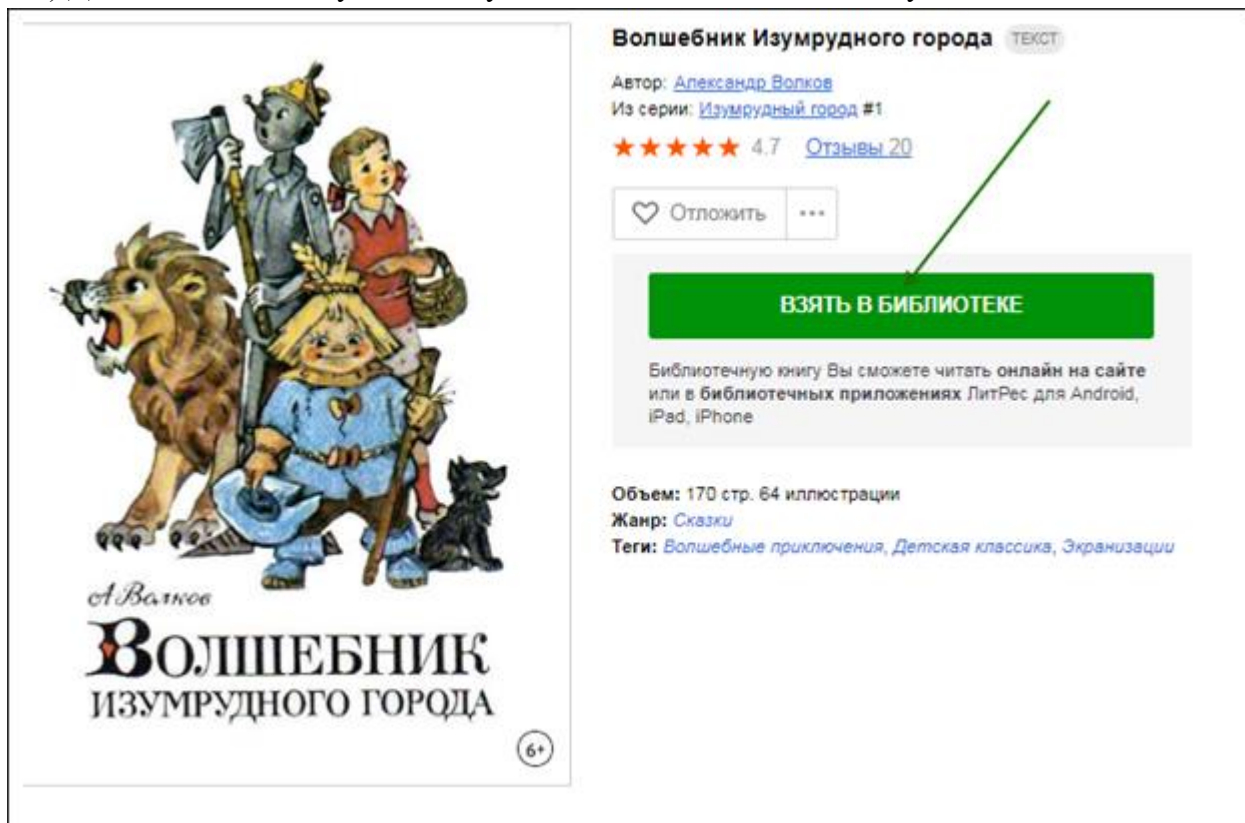 Волшебник Изумрудного города ТЕКСТ
Автор: Александр Волков
Из серии: Изумрудный город #1
4.7 Отзывы 20
Отложить ...
ВЗЯТЬ В БИБЛИОТЕКЕ
Библиотечную книгу Вы сможете читать онлайн на сайте
или в библиотечных приложениях ЛитРес для Android,
iPad, iPhone
Объем: 170 стр. 64 иллюстрации
Жанр: Сказки
Теги: Волшебные приключения, Детская классика, Экранизации
А Волков
ВОЛШЕБНИК
ИЗУМРУДНОГО ГОРОДА
6+